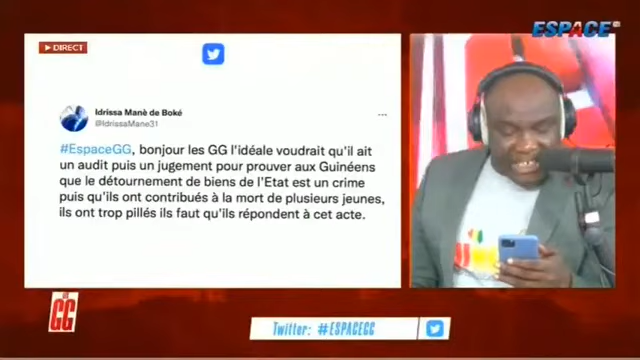 DIRECT
ESPACE
Idrissa Manè de Boké
@IdrissaMane31
#EspaceGG, bonjour les GG l'idéale voudrait qu'il ait
un audit puis un jugement pour prouver aux Guinéens
que le détournement de biens de l'Etat est un crime
puis qu'ils ont contribués à la mort de plusieurs jeunes,
ils ont trop pillés ils faut qu'ils répondent à cet acte.
LES
GG
Twitter: #ESPACEGG